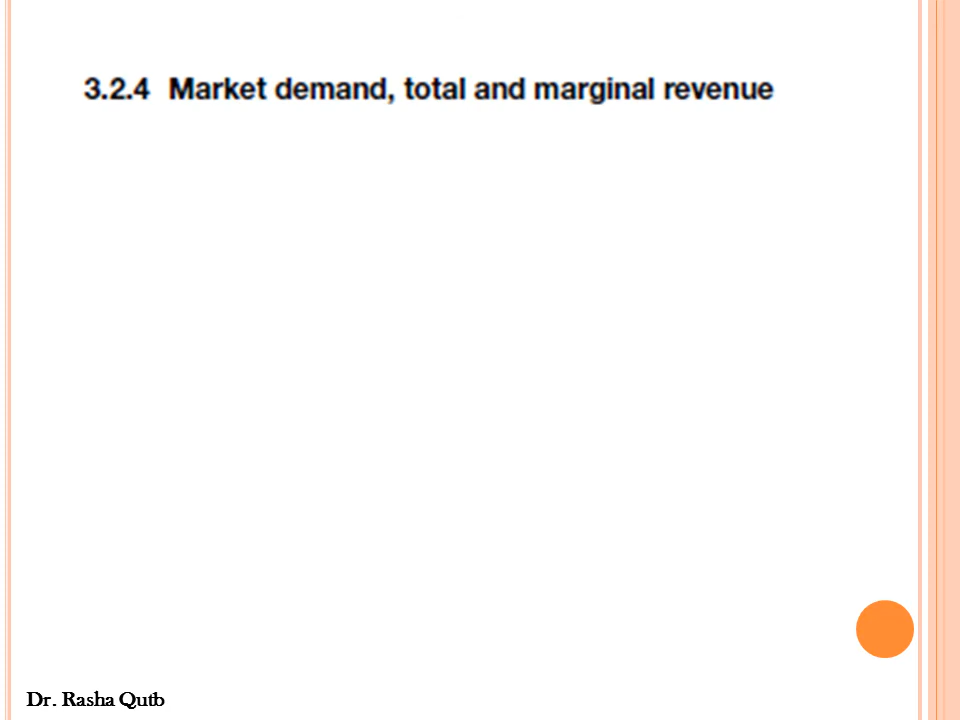 3.2.4 Market demand, total and marginal revenue
Dr. Rasha Qutb